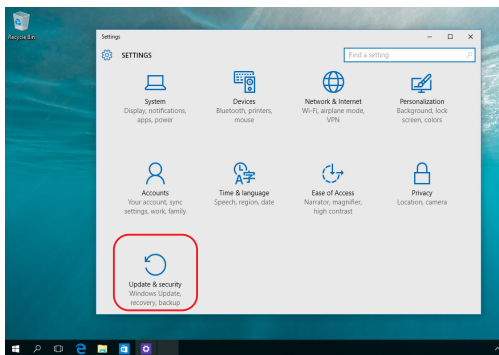 Recycle Bin
Settings
SETTINGS
Find a setting
System
Display, notifications,
apps, power
Devices
Bluetooth, printers,
mouse
Network & Internet
Wi-Fi, airplane mode,
VPN
Personalization
Background, lock
screen, colors
Accounts
Your account, sync
settings, work, family
Time & language
Speech, region, date
Ease of Access
Narrator, magnifier,
high contrast
Privacy
Location, camera
Update & security
Windows Update,
recovery, backup